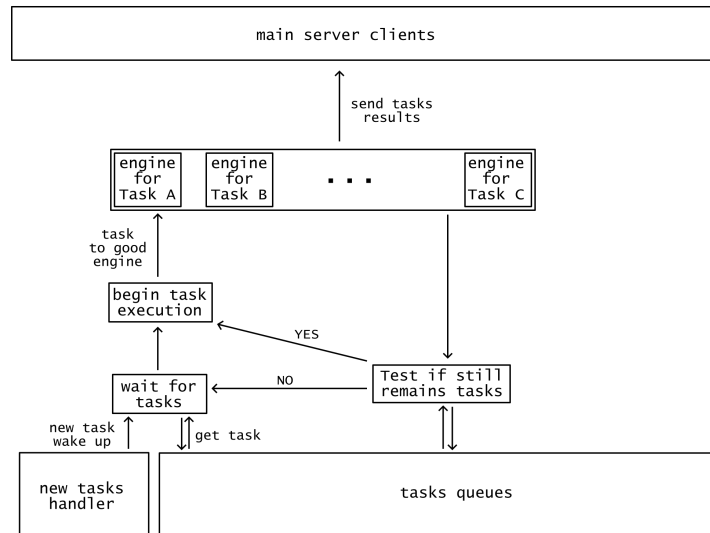 main server clients
send tasks
results
engine
for
Task A
engine
for
Task B
...
engine
for
Task C
task
to good
engine
begin task
execution
YES
NO
Test if still
remains tasks
wait for
tasks
new task
wake up
get task
new tasks
handler
tasks queues